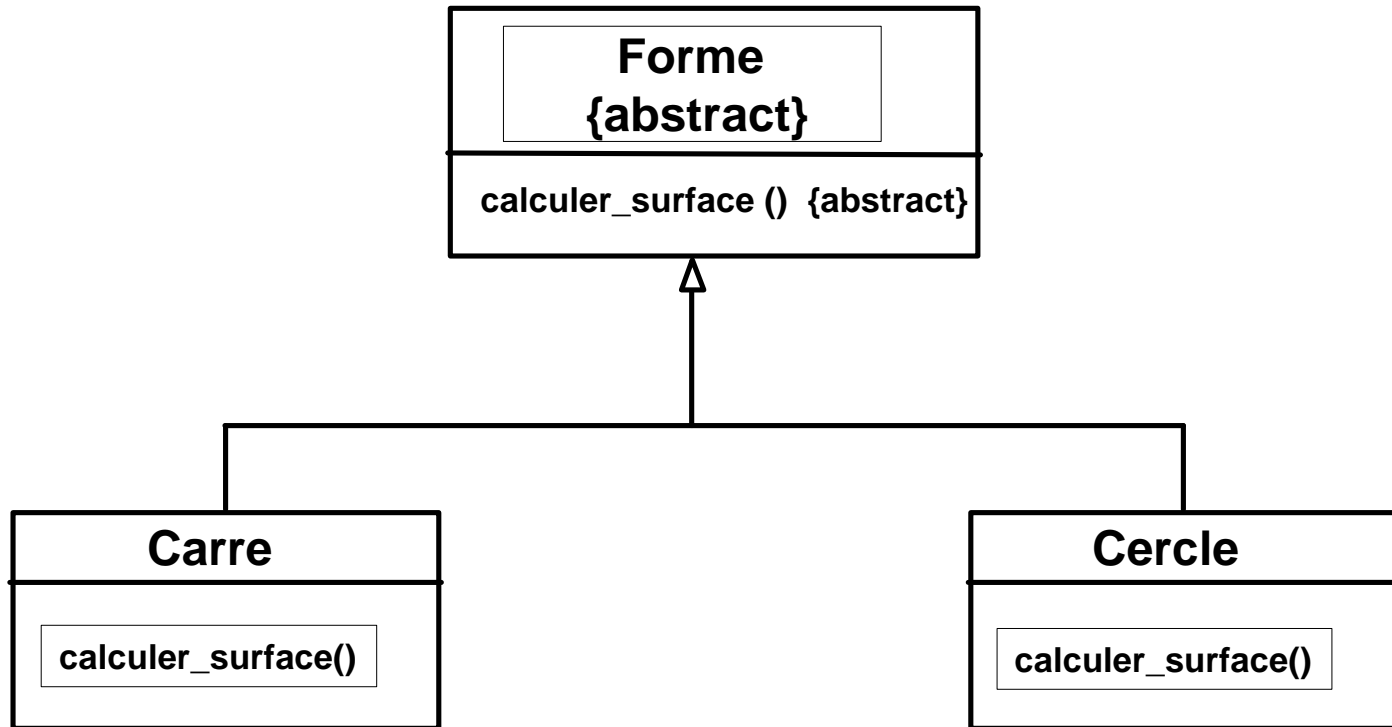 Forme
{abstract}
calculer_surface () {abstract}
Carre
Cercle
calculer_surface()
calculer_surface()